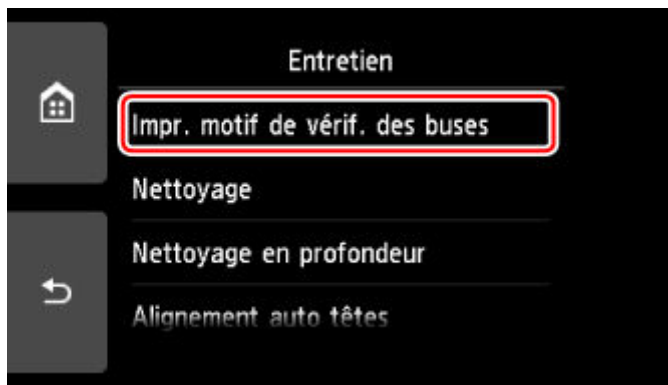 Entretien
Impr. motif de vérif. des buses
Nettoyage
Nettoyage en profondeur
Alignement auto têtes